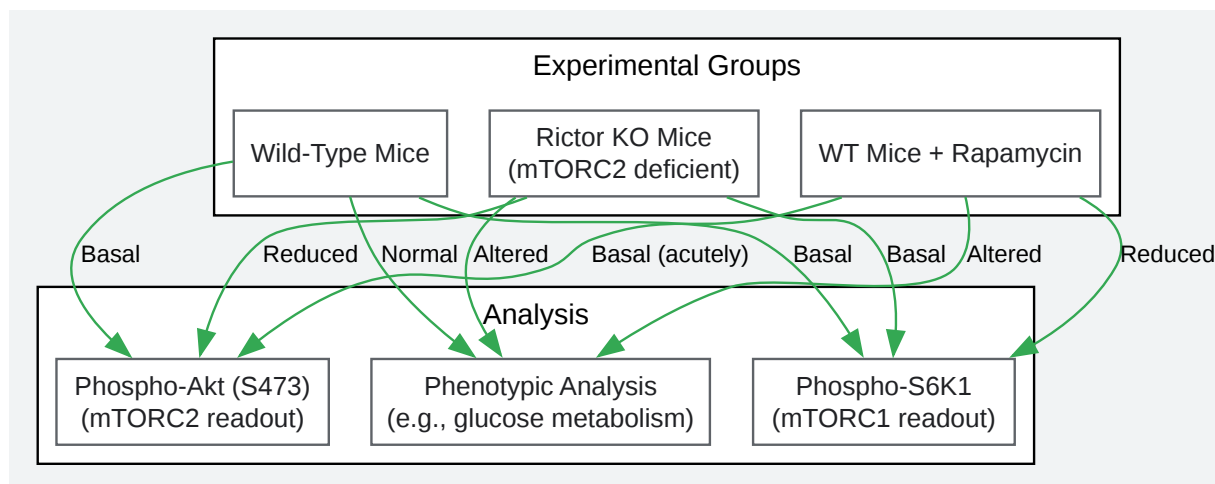 Experimental Groups
Wild-Type Mice
Rictor KO Mice
(mTORC2 deficient)
WT Mice + Rapamycin
Basal
Reduced
Normal
Altered
Basal (acutely)
Basal
Basal
Altered
Reduced
Analysis
Phospho-Akt (S473)
(mTORC2 readout)
Phenotypic Analysis
(e.g., glucose metabolism)
Phospho-S6K1
(mTORC1 readout)